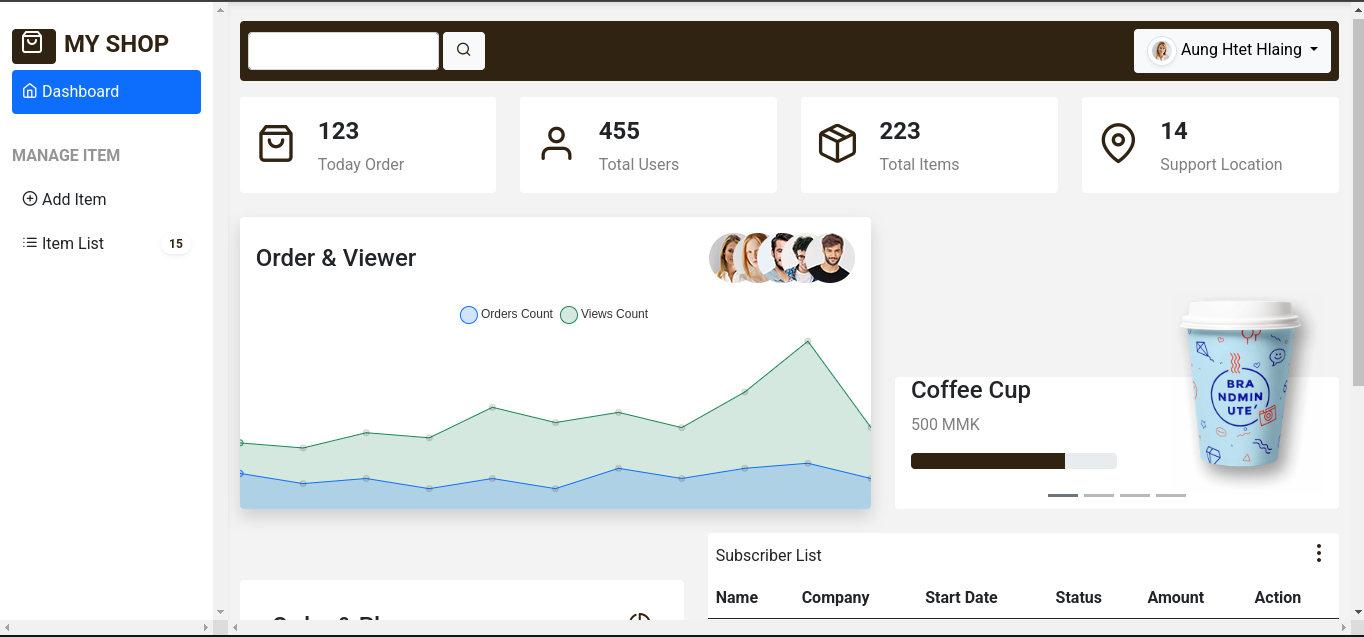 MY SHOP
Dashboard
MANAGE ITEM
Add Item
Item List 15
Aung Htet Hlaing
123
Today Order
455
Total Users
223
Total Items
14
Support Location
Order & Viewer
Orders Count Views Count
Coffee Cup
500 MMK
BRA
NDMIN
UTE'
Subscriber List
Name Company Start Date Status Amount Action